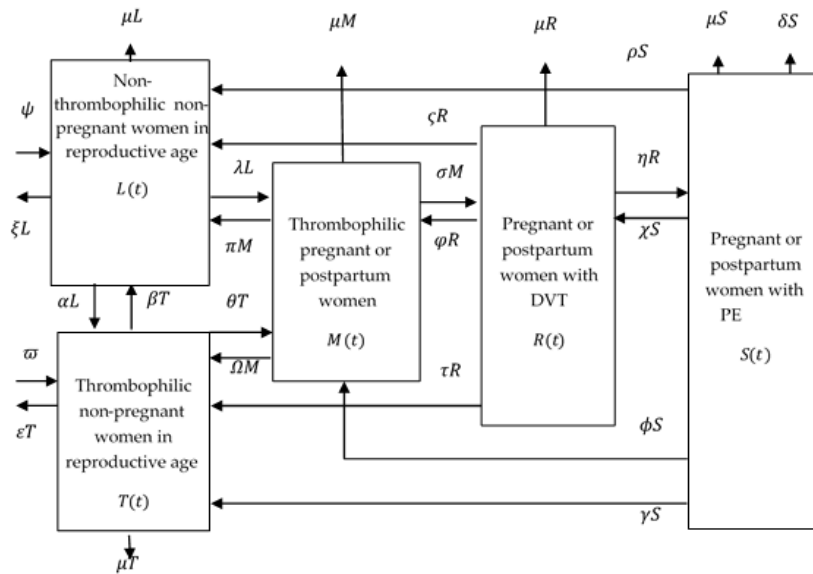 μL
μM
μR
μS
δS
ρS
Non-
thrombophilic non-
pregnant women in
reproductive age
L(t)
ψ
ξL
ςR
λL
πM
σM
φR
ηR
χS
Thrombophilic
pregnant or
postpartum
women
M(t)
Pregnant or
postpartum
women with
DVT
R(t)
Pregnant or
postpartum
women with
PE
S(t)
αL
βT
θT
ΩM
τR
ϕS
γS
ϖ
εT
Thrombophilic
non-pregnant
women in
reproductive age
T(t)
μT